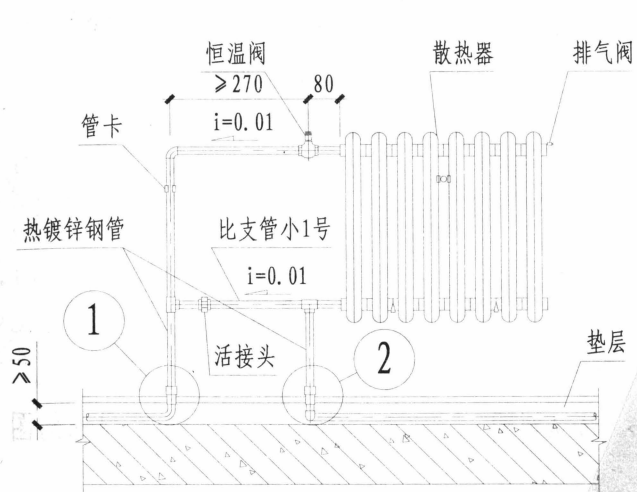 恒温阀
散热器
排气阀
≥270
80
i=0.01
管卡
热镀锌钢管
比支管小1号
i=0.01
1
活接头
2
垫层
≥50